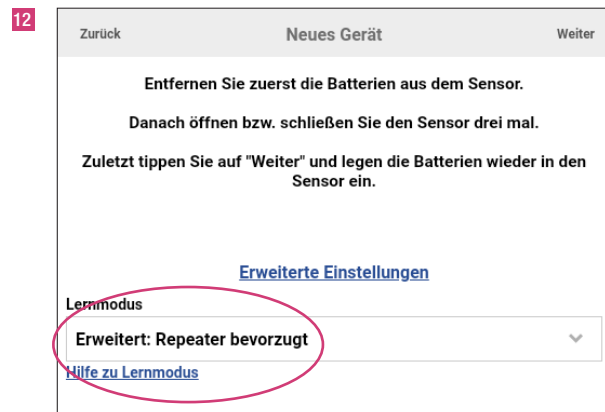 12
Zurück Neues Gerät Weiter
Entfernen Sie zuerst die Batterien aus dem Sensor.
Danach öffnen bzw. schließen Sie den Sensor drei mal.
Zuletzt tippen Sie auf "Weiter" und legen die Batterien wieder in den
Sensor ein.
Erweiterte Einstellungen
Lernmodus
Erweitert: Repeater bevorzugt
Hilfe zu Lernmodus